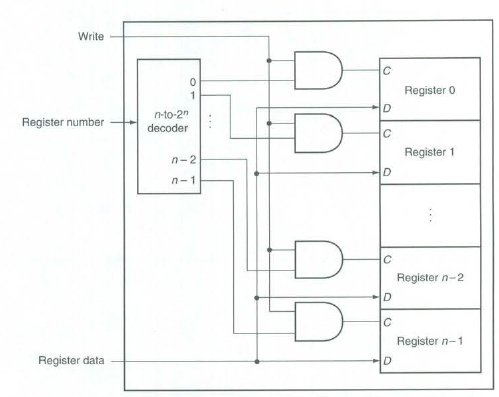 Write
0
1
n-to-2ⁿ
decoder
⋮
n – 2
n – 1
Register number
Register data
C
Register 0
D
C
Register 1
D
⋮
C
Register n – 2
D
C
Register n – 1
D